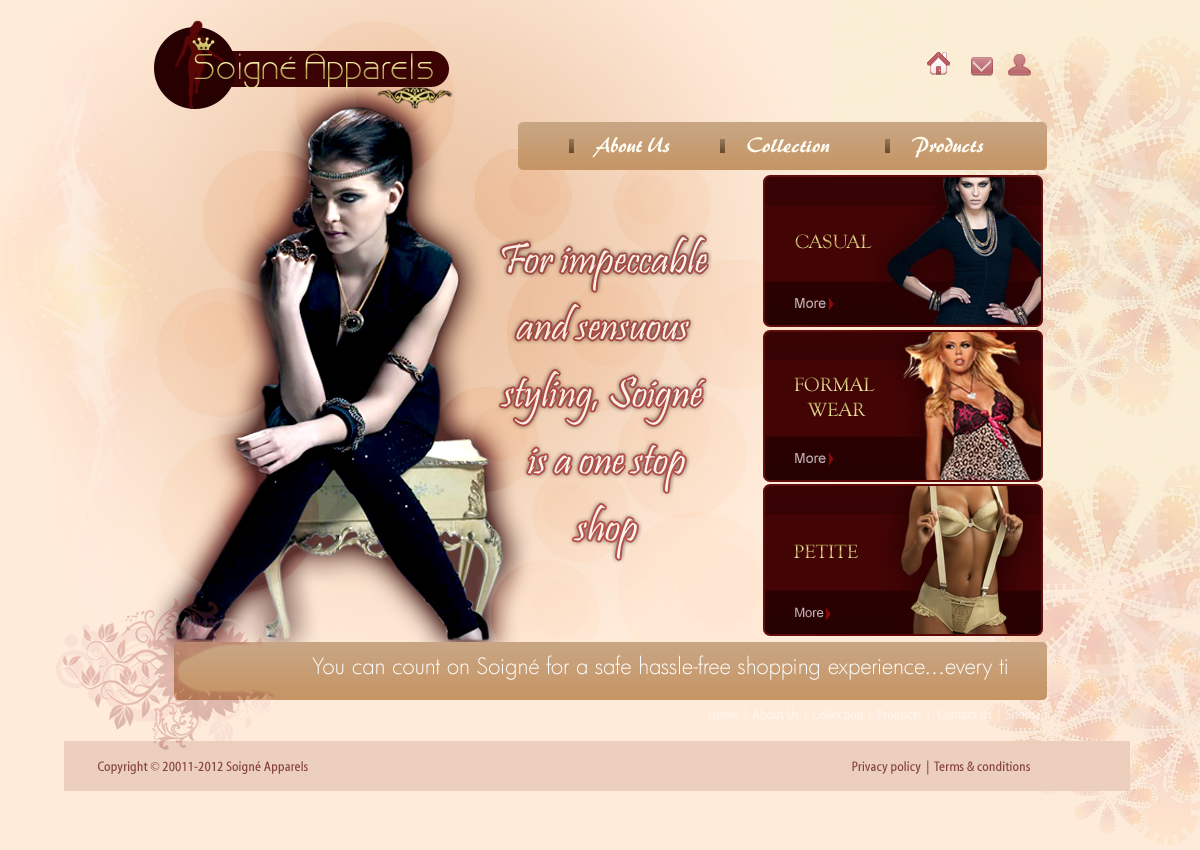 Soigné Apparels
About Us Collection Products
For impeccable
and sensuous
styling, Soigné
is a one stop
shop
CASUAL
More
FORMAL
WEAR
More
PETITE
More
You can count on Soigné for a safe hassle-free shopping experience...every ti
Home | About Us | Collection | Products | Contact Us |
Copyright © 20011-2012 Soigné Apparels
Privacy policy | Terms & conditions